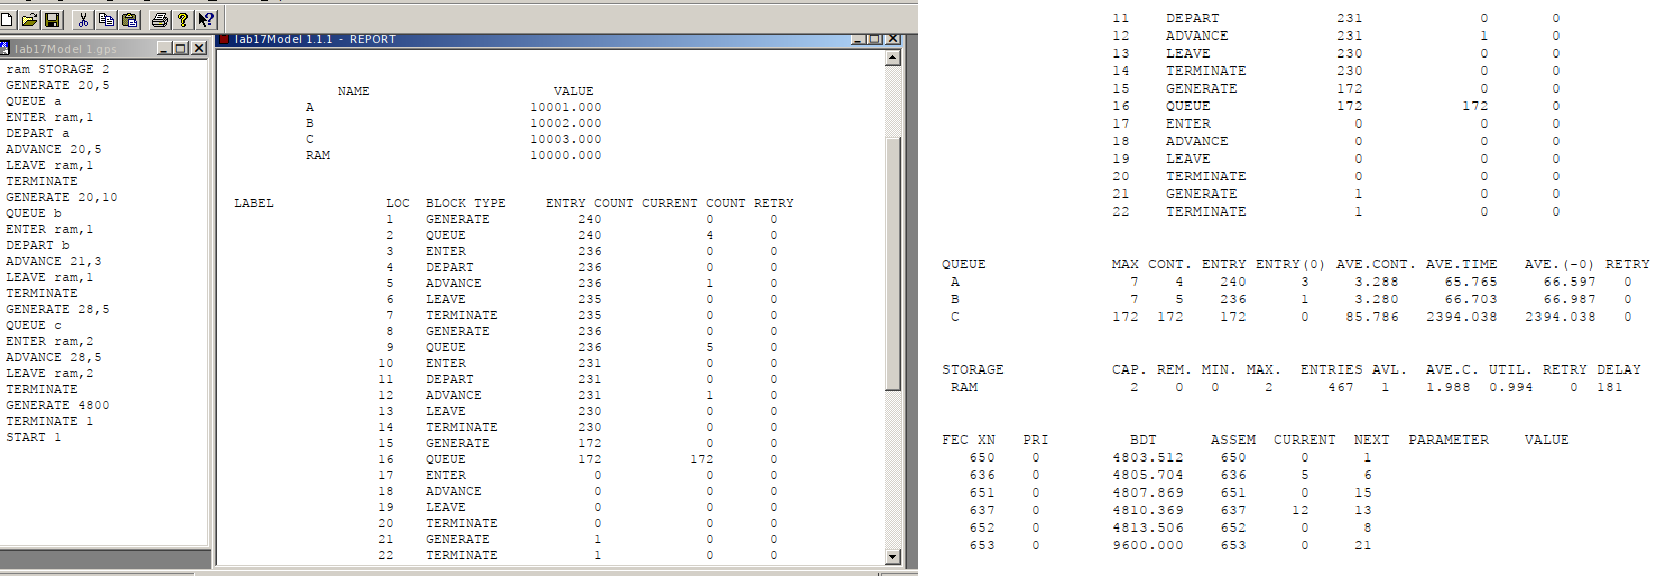 lab17Model 1.gps
ram STORAGE 2
GENERATE 20,5
QUEUE a
ENTER ram,1
DEPART a
ADVANCE 20,5
LEAVE ram,1
TERMINATE
GENERATE 20,10
QUEUE b
ENTER ram,1
DEPART b
ADVANCE 21,3
LEAVE ram,1
TERMINATE
GENERATE 28,5
QUEUE c
ENTER ram,2
ADVANCE 28,5
LEAVE ram,2
TERMINATE
GENERATE 4800
TERMINATE 1
START 1
lab17Model 1.1.1 - REPORT
NAME VALUE
A 10001.000
B 10002.000
C 10003.000
RAM 10000.000
LABEL LOC BLOCK TYPE ENTRY COUNT CURRENT COUNT RETRY
1 GENERATE 240 0 0
2 QUEUE 240 4 0
3 ENTER 236 0 0
4 DEPART 236 0 0
5 ADVANCE 236 1 0
6 LEAVE 235 0 0
7 TERMINATE 235 0 0
8 GENERATE 236 0 0
9 QUEUE 236 5 0
10 ENTER 231 0 0
11 DEPART 231 0 0
12 ADVANCE 231 1 0
13 LEAVE 230 0 0
14 TERMINATE 230 0 0
15 GENERATE 172 0 0
16 QUEUE 172 172 0
17 ENTER 0 0 0
18 ADVANCE 0 0 0
19 LEAVE 0 0 0
20 TERMINATE 0 0 0
21 GENERATE 1 0 0
22 TERMINATE 1 0 0
11 DEPART 231 0 0
12 ADVANCE 231 1 0
13 LEAVE 230 0 0
14 TERMINATE 230 0 0
15 GENERATE 172 0 0
16 QUEUE 172 172 0
17 ENTER 0 0 0
18 ADVANCE 0 0 0
19 LEAVE 0 0 0
20 TERMINATE 0 0 0
21 GENERATE 1 0 0
22 TERMINATE 1 0 0
QUEUE MAX CONT. ENTRY ENTRY(0) AVE.CONT. AVE.TIME AVE.(-0) RETRY
A 7 4 240 3 3.288 65.765 66.597 0
B 7 5 236 1 3.280 66.703 66.987 0
C 172 172 172 0 85.786 2394.038 2394.038 0
STORAGE CAP. REM. MIN. MAX. ENTRIES AVL. AVE.C. UTIL. RETRY DELAY
RAM 2 0 0 2 467 1 1.988 0.994 0 181
FEC XN PRI BDT ASSEM CURRENT NEXT PARAMETER VALUE
650 0 4803.512 650 0 1
636 0 4805.704 636 5 6
651 0 4807.869 651 0 15
637 0 4810.369 637 12 13
652 0 4813.506 652 0 8
653 0 9600.000 653 0 21